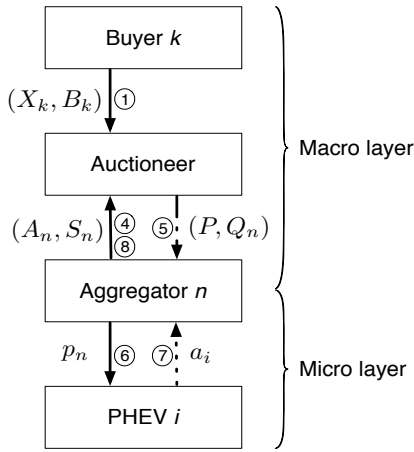 Buyer k
(X_k, B_k) ①
Auctioneer
Macro layer
(A_n, S_n) ④ ⑤ (P, Q_n)
⑧
Aggregator n
p_n ⑥ ⑦ a_i
Micro layer
PHEV i